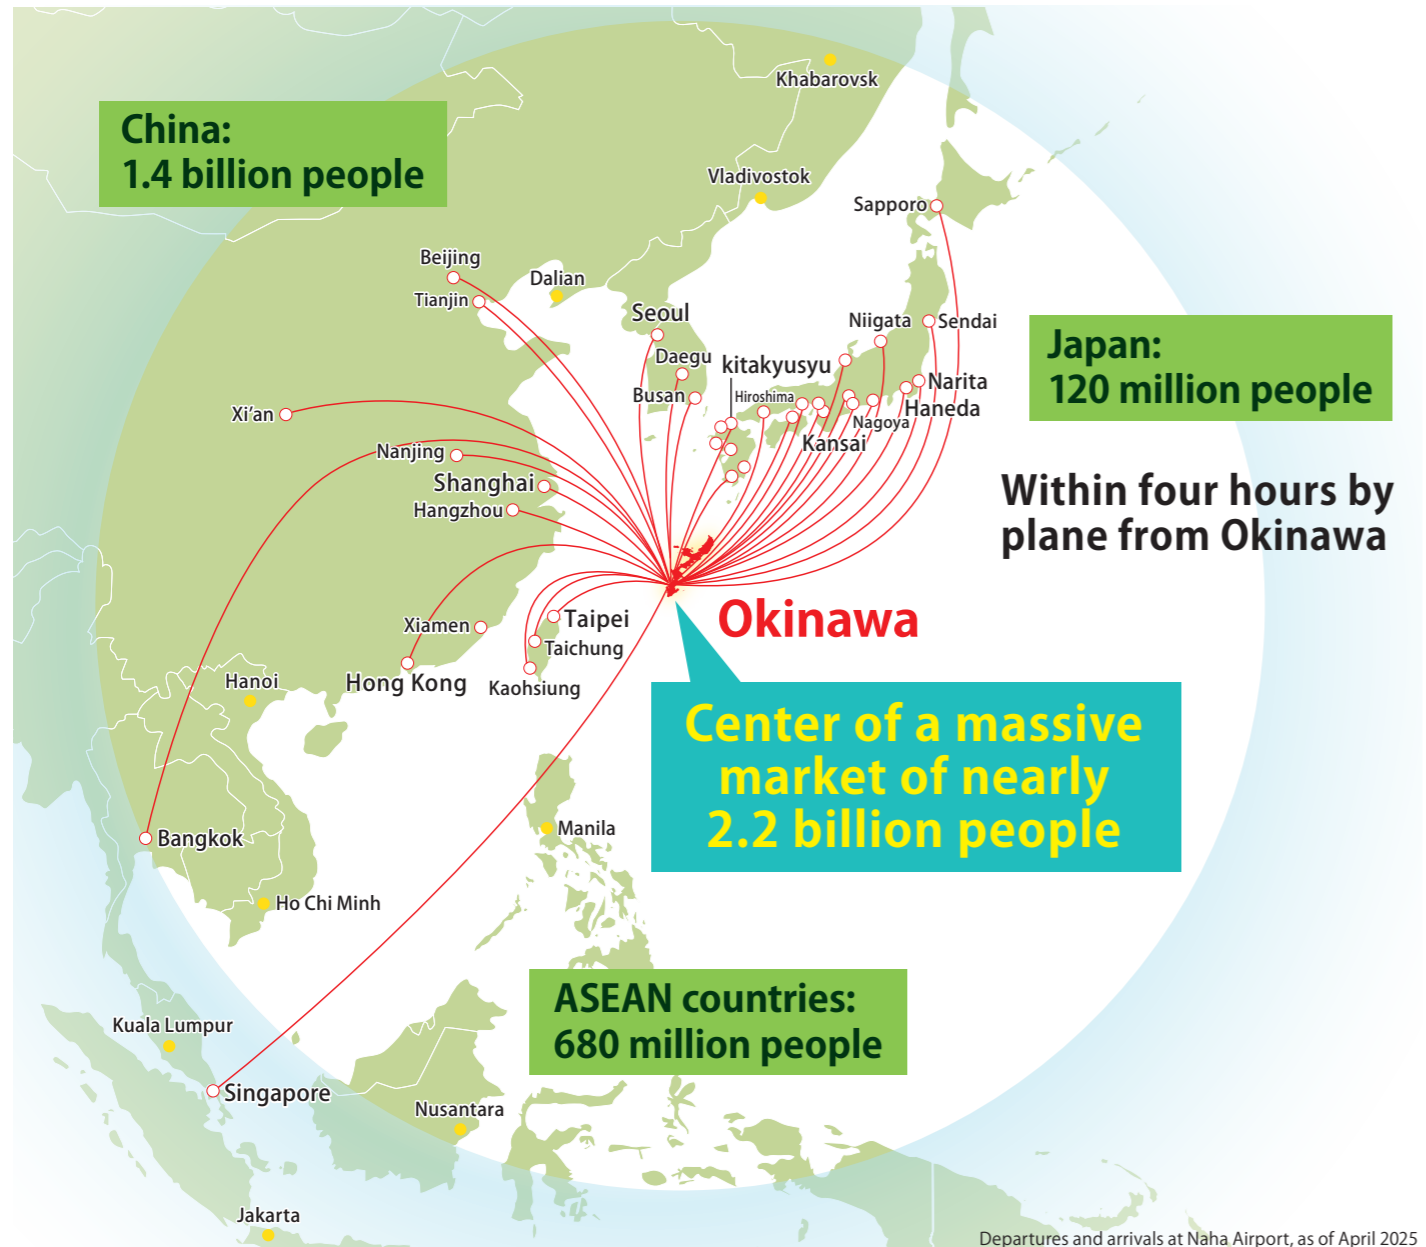 Khabarovsk
China:
1.4 billion people
Vladivostok
Sapporo
Beijing
Dalian
Tianjin
Seoul
Niigata
Sendai
Japan:
120 million people
Daegu
kitakyusyu
Narita
Busan
Hiroshima
Haneda
Xi'an
Nagoya
Kansai
Nanjing
Shanghai
Hangzhou
Within four hours by
plane from Okinawa
Okinawa
Taipei
Xiamen
Taichung
Hong Kong
Kaohsiung
Hanoi
Center of a massive
market of nearly
2.2 billion people
Manila
Bangkok
Ho Chi Minh
ASEAN countries:
680 million people
Kuala Lumpur
Singapore
Nusantara
Jakarta
Departures and arrivals at Naha Airport, as of April 2025